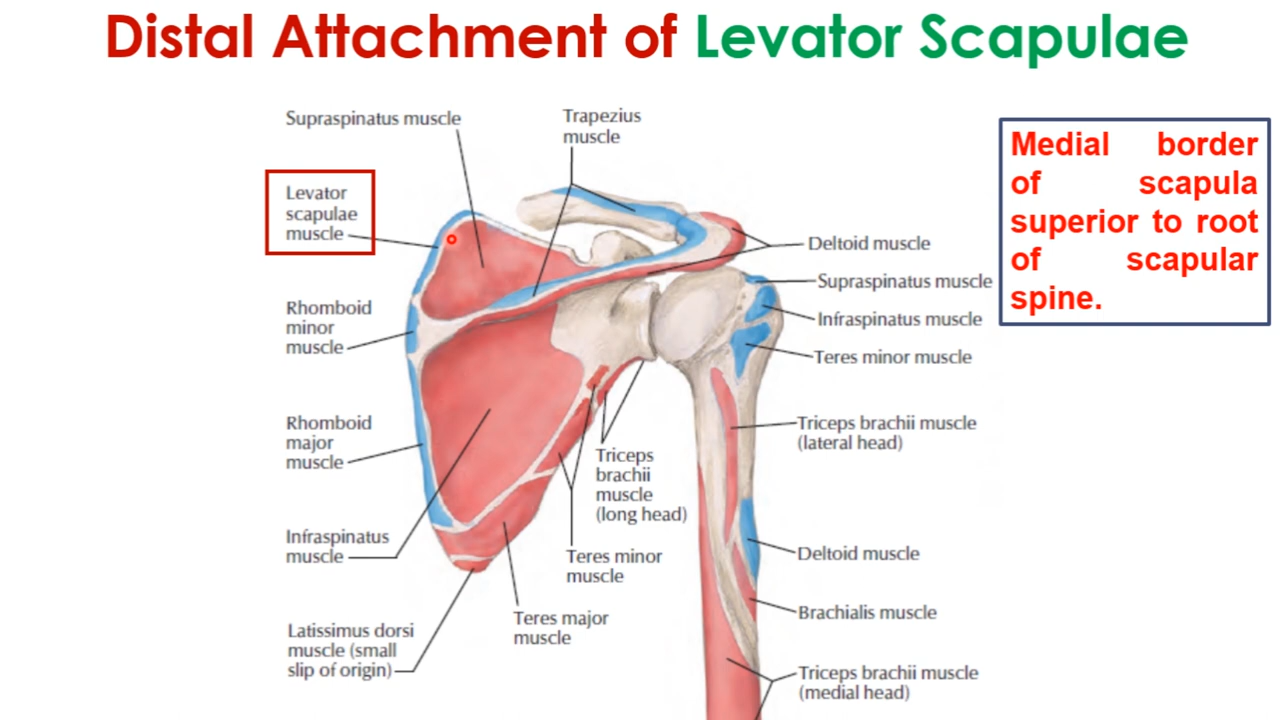 Distal Attachment of Levator Scapulae
Supraspinatus muscle
Trapezius
muscle
Levator
scapulae
muscle
Medial border
of scapula
superior to root
of scapular
spine.
Deltoid muscle
Supraspinatus muscle
Rhomboid
minor
muscle
Infraspinatus muscle
Teres minor muscle
Rhomboid
major
muscle
Triceps brachii muscle
(lateral head)
Triceps
brachii
muscle
(long head)
Infraspinatus
muscle
Teres minor
muscle
Deltoid muscle
Teres major
muscle
Brachialis muscle
Latissimus dorsi
muscle (small
slip of origin)
Triceps brachii muscle
(medial head)